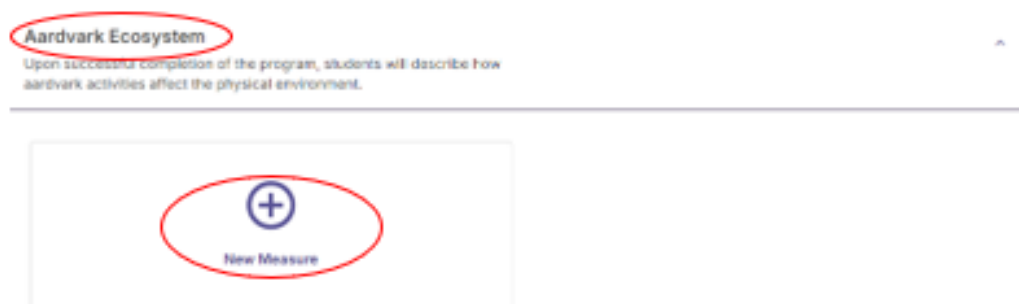 Aardvark Ecosystem
Upon successful completion of the program, students will describe how
aardvark activities affect the physical environment.
New Measure